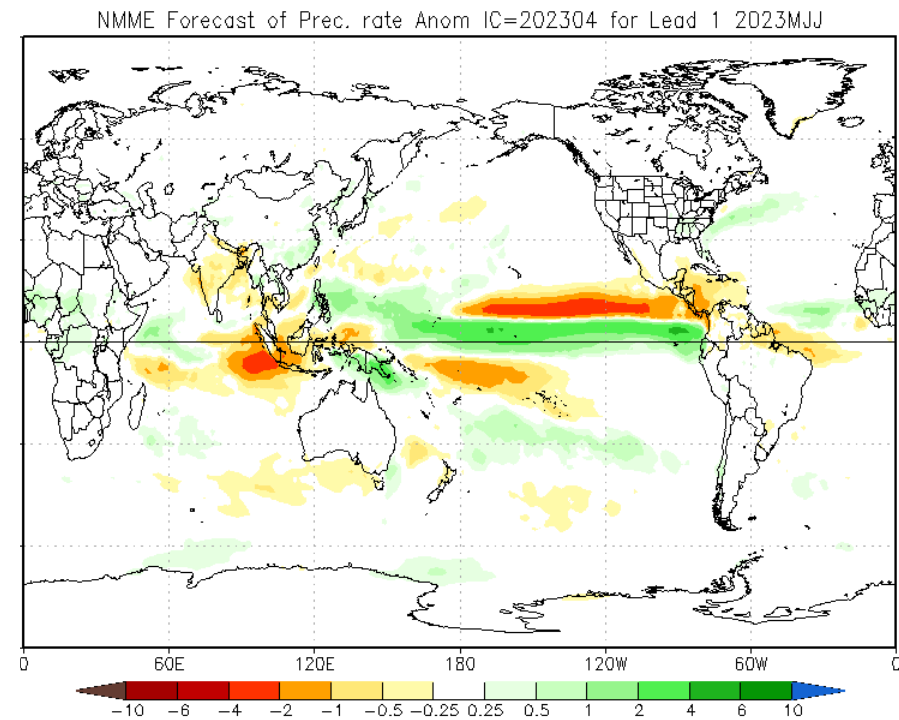 NMME Forecast of Prec. rate Anom IC=202304 for Lead 1 2023MJJ
0 60E 120E 180 120W 60W 0
-10 -6 -4 -2 -1 -0.5 -0.25 0.25 0.5 1 2 4 6 10